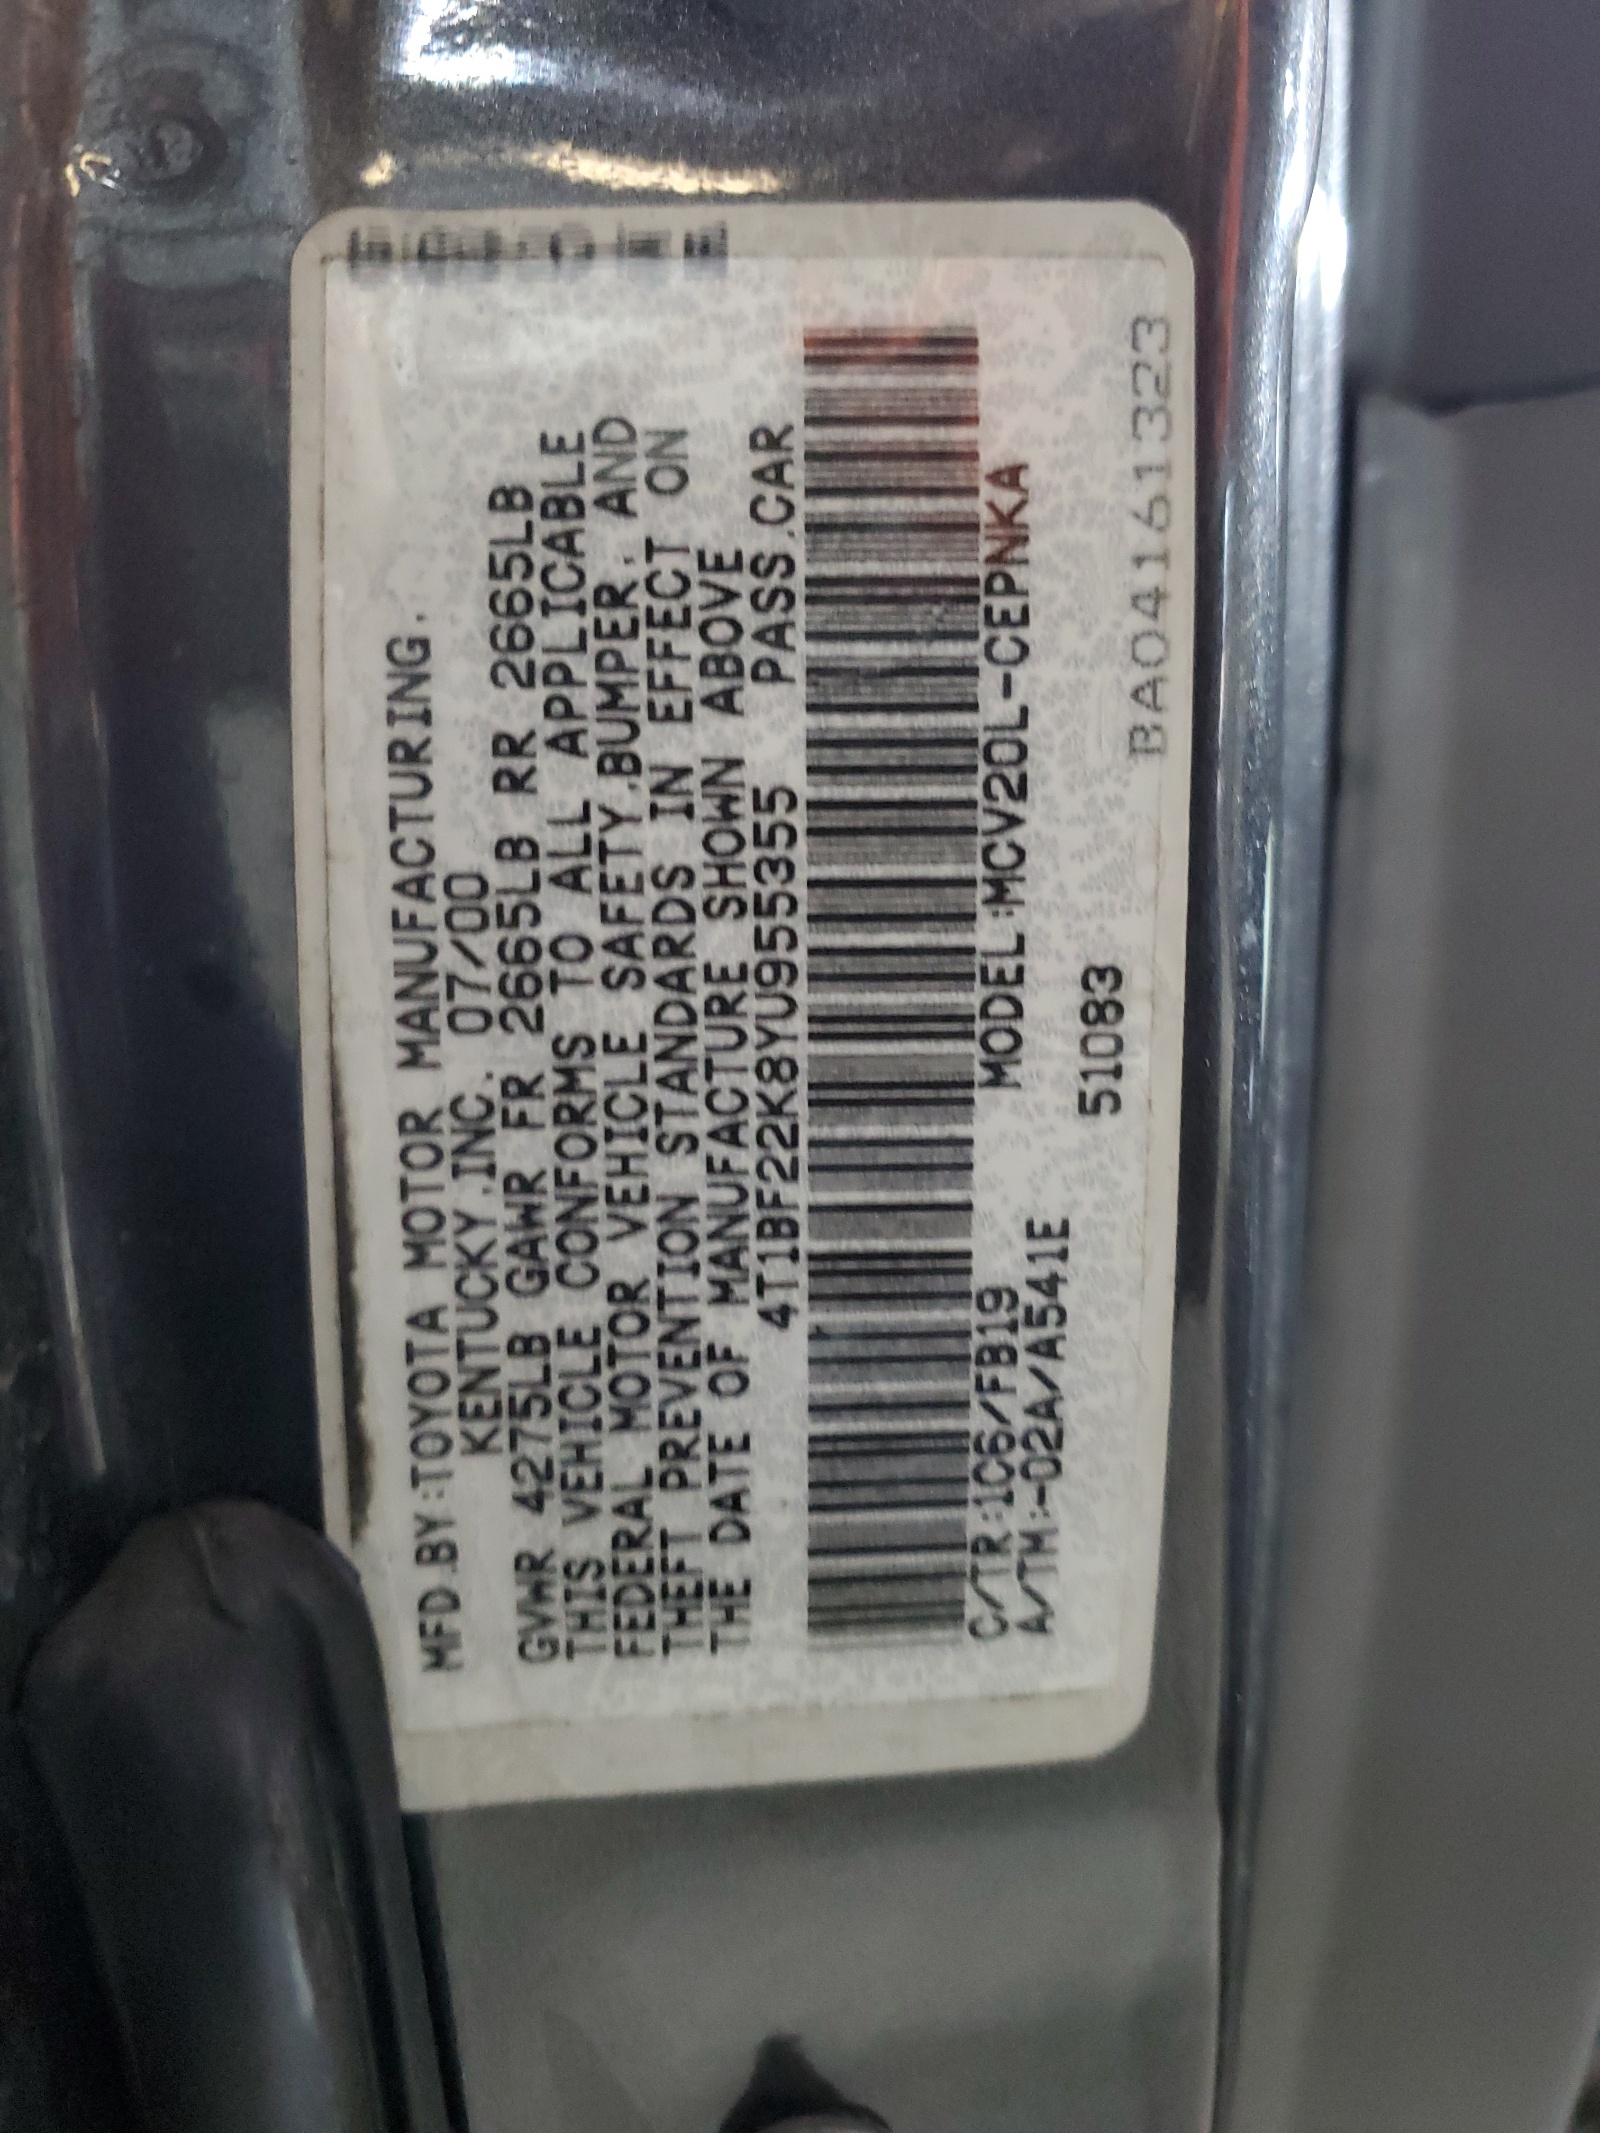 MFD.BY:TOYOTA MOTOR MANUFACTURING.
KENTUCKY,INC. 07/00
GVWR 4275LB GAWR FR 2665LB RR 2665LB
THIS VEHICLE CONFORMS TO ALL APPLICABLE
FEDERAL MOTOR VEHICLE SAFETY,BUMPER, AND
THEFT PREVENTION STANDARDS IN EFFECT ON
THE DATE OF MANUFACTURE SHOWN ABOVE
4T1BF22K8YU955355 PASS.CAR
C/TR:1C6/FB19 MODEL:MCV20L-CEPNKA
A/TM:-02A/A541E
51083
BA04161323